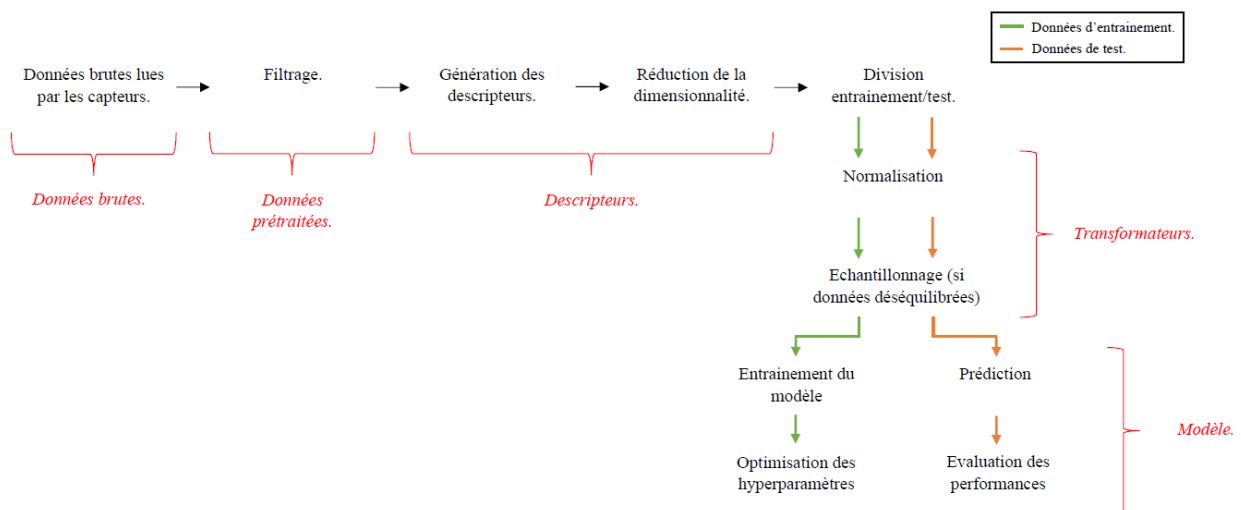 Données d'entrainement.
Données de test.
Données brutes lues
par les capteurs.
Filtrage.
Génération des
descripteurs.
Réduction de la
dimensionnalité.
Division
entrainement/test.
Données brutes.
Données
prétraitées.
Descripteurs.
Normalisation
Transformateurs.
Echantillonnage (si
données déséquilibrées)
Entrainement du
modèle
Prédiction
Modèle.
Optimisation des
hyperparamètres
Evaluation des
performances